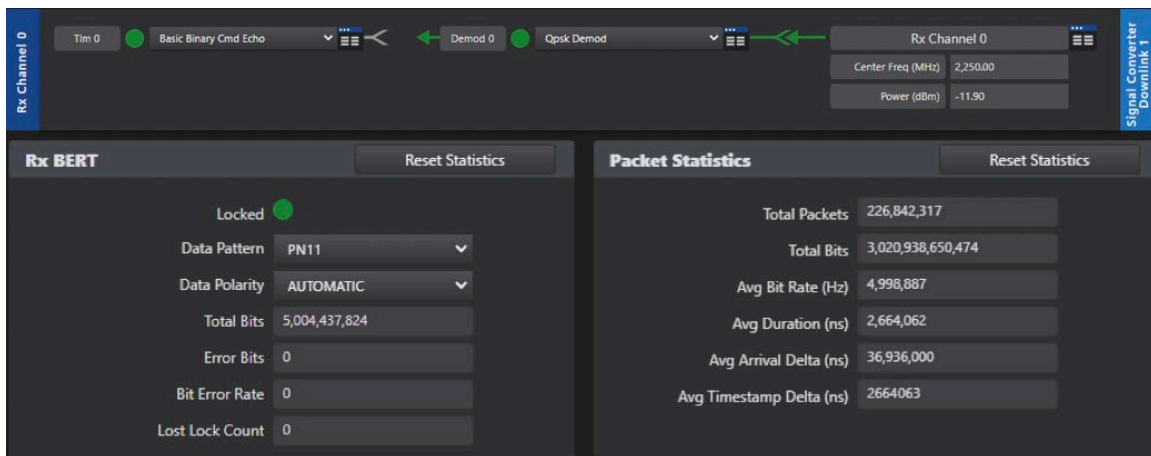 Rx Channel 0
Tlm 0 Basic Binary Cmd Echo Demod 0 Qpsk Demod Rx Channel 0
Center Freq (MHz) 2,250.00
Power (dBm) -11.90
Signal Converter
Downlink 1
Rx BERT Reset Statistics
Locked
Data Pattern PN11
Data Polarity AUTOMATIC
Total Bits 5,004,437,824
Error Bits 0
Bit Error Rate 0
Lost Lock Count 0
Packet Statistics Reset Statistics
Total Packets 226,842,317
Total Bits 3,020,938,650,474
Avg Bit Rate (Hz) 4,998,887
Avg Duration (ns) 2,664,062
Avg Arrival Delta (ns) 36,936,000
Avg Timestamp Delta (ns) 2664063